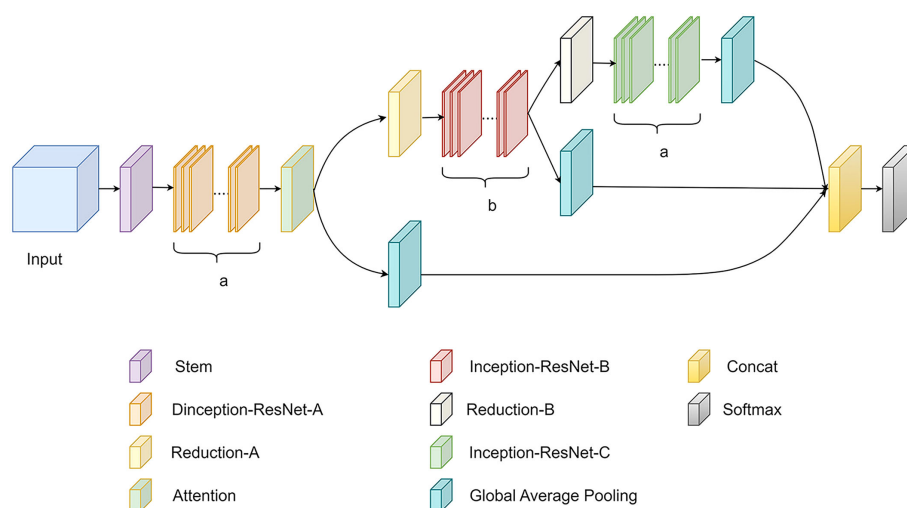 a
b
Input
a
Stem
Inception-ResNet-B
Concat
Dinception-ResNet-A
Reduction-B
Softmax
Reduction-A
Inception-ResNet-C
Attention
Global Average Pooling